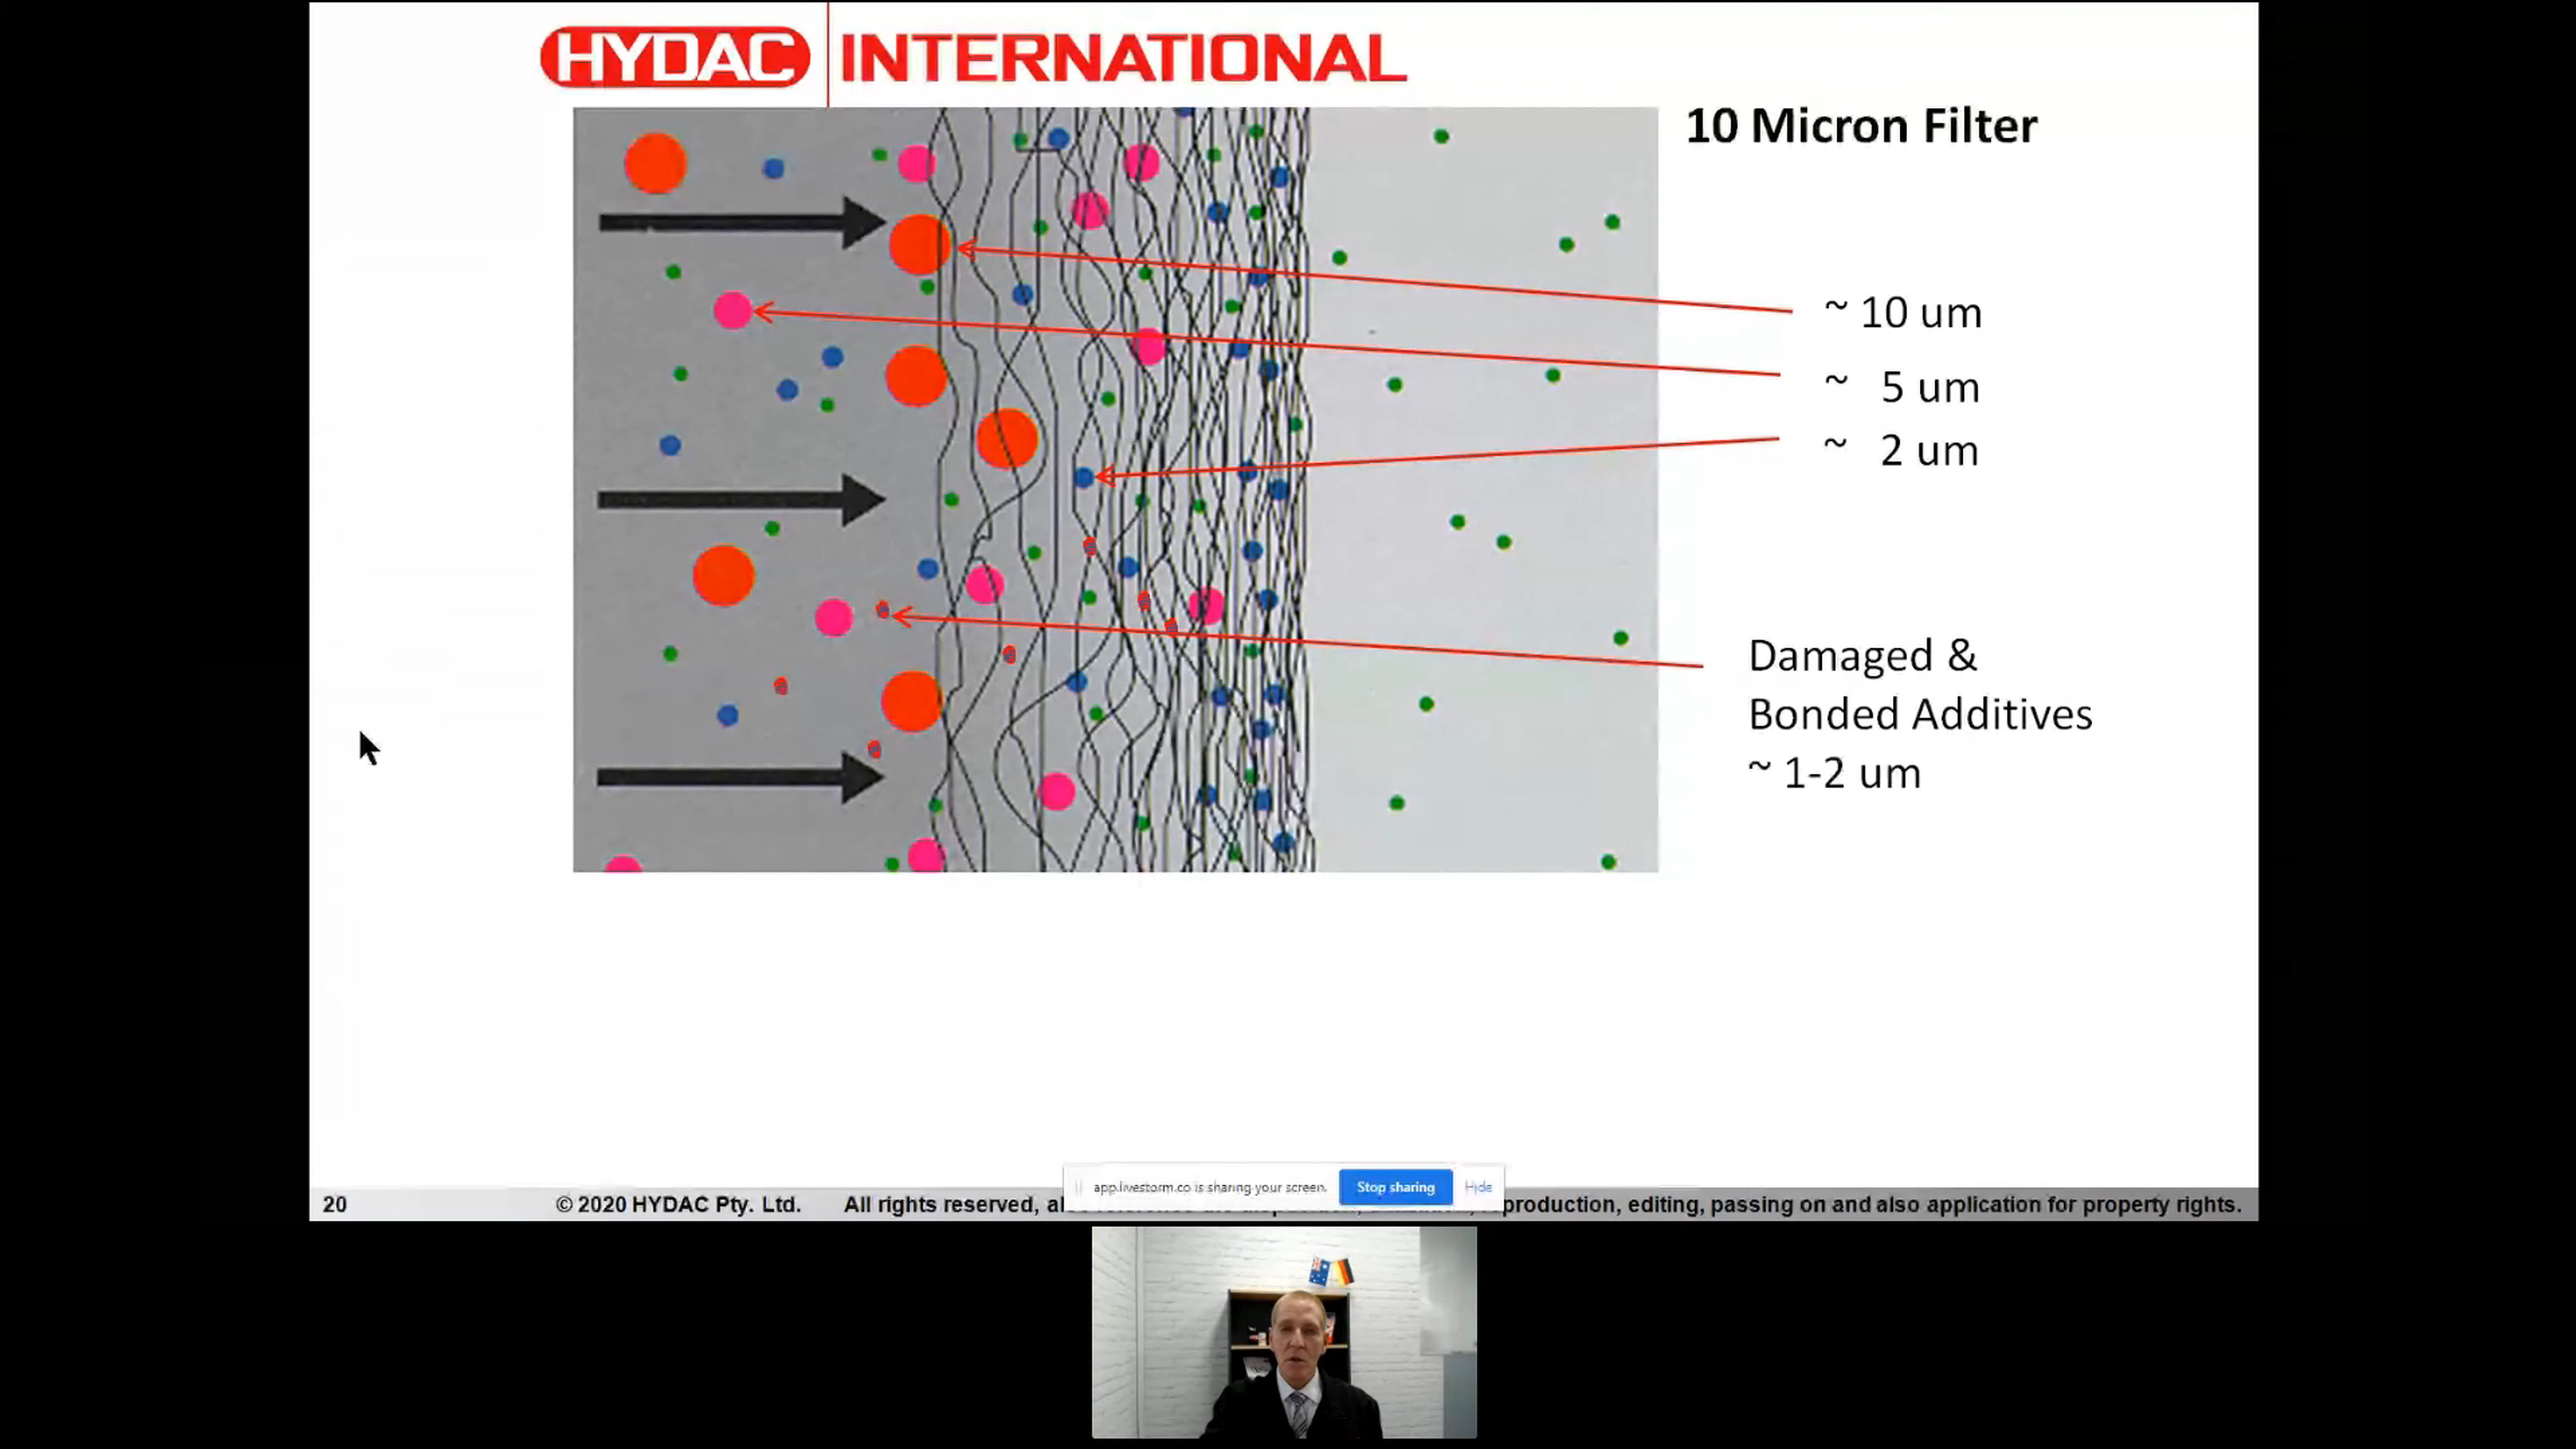 HYDAC INTERNATIONAL
10 Micron Filter
~ 10 um
~ 5 um
~ 2 um
Damaged &
Bonded Additives
~ 1-2 um
app.livestorm.co is sharing your screen. Stop sharing Hide
20 © 2020 HYDAC Pty. Ltd. All rights reserved, production, editing, passing on and also application for property rights.